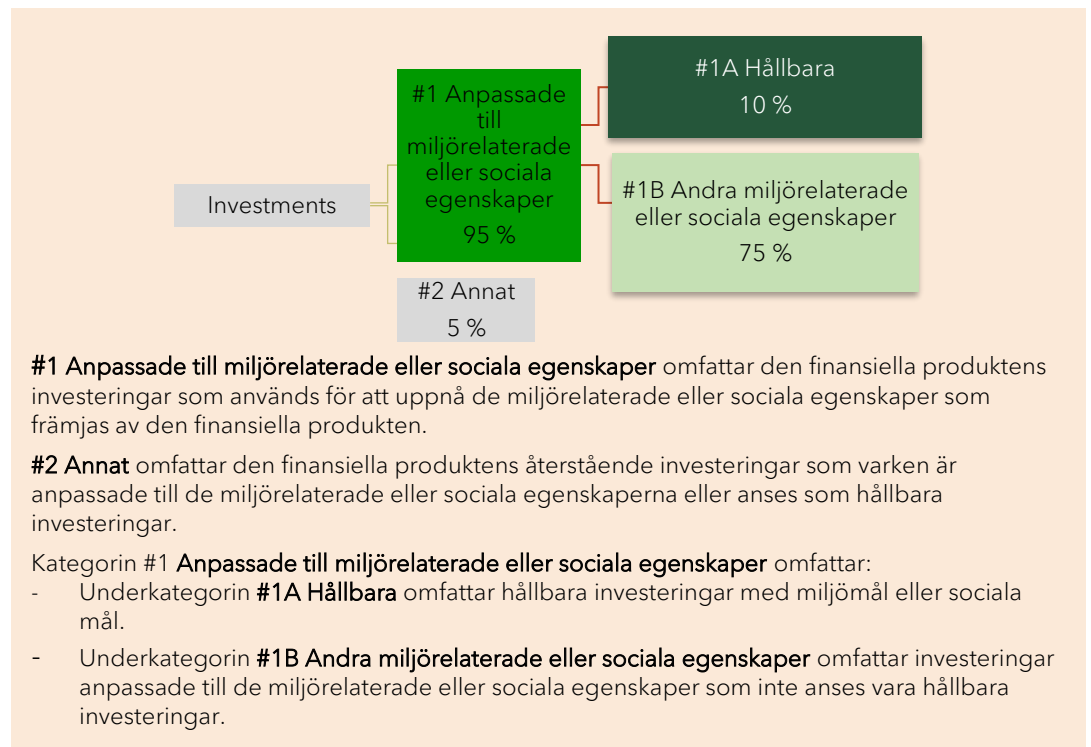 #1A Hållbara
10 %
#1 Anpassade
till
miljörelaterade
eller sociala
egenskaper
95 %
#1B Andra miljörelaterade
eller sociala egenskaper
75 %
Investments
#2 Annat
5 %
#1 Anpassade till miljörelaterade eller sociala egenskaper omfattar den finansiella produktens
investeringar som används för att uppnå de miljörelaterade eller sociala egenskaper som
främjas av den finansiella produkten.
#2 Annat omfattar den finansiella produktens återstående investeringar som varken är
anpassade till de miljörelaterade eller sociala egenskaperna eller anses som hållbara
investeringar.
Kategorin #1 Anpassade till miljörelaterade eller sociala egenskaper omfattar:
- Underkategorin #1A Hållbara omfattar hållbara investeringar med miljömål eller sociala
mål.
- Underkategorin #1B Andra miljörelaterade eller sociala egenskaper omfattar investeringar
anpassade till de miljörelaterade eller sociala egenskaper som inte anses vara hållbara
investeringar.